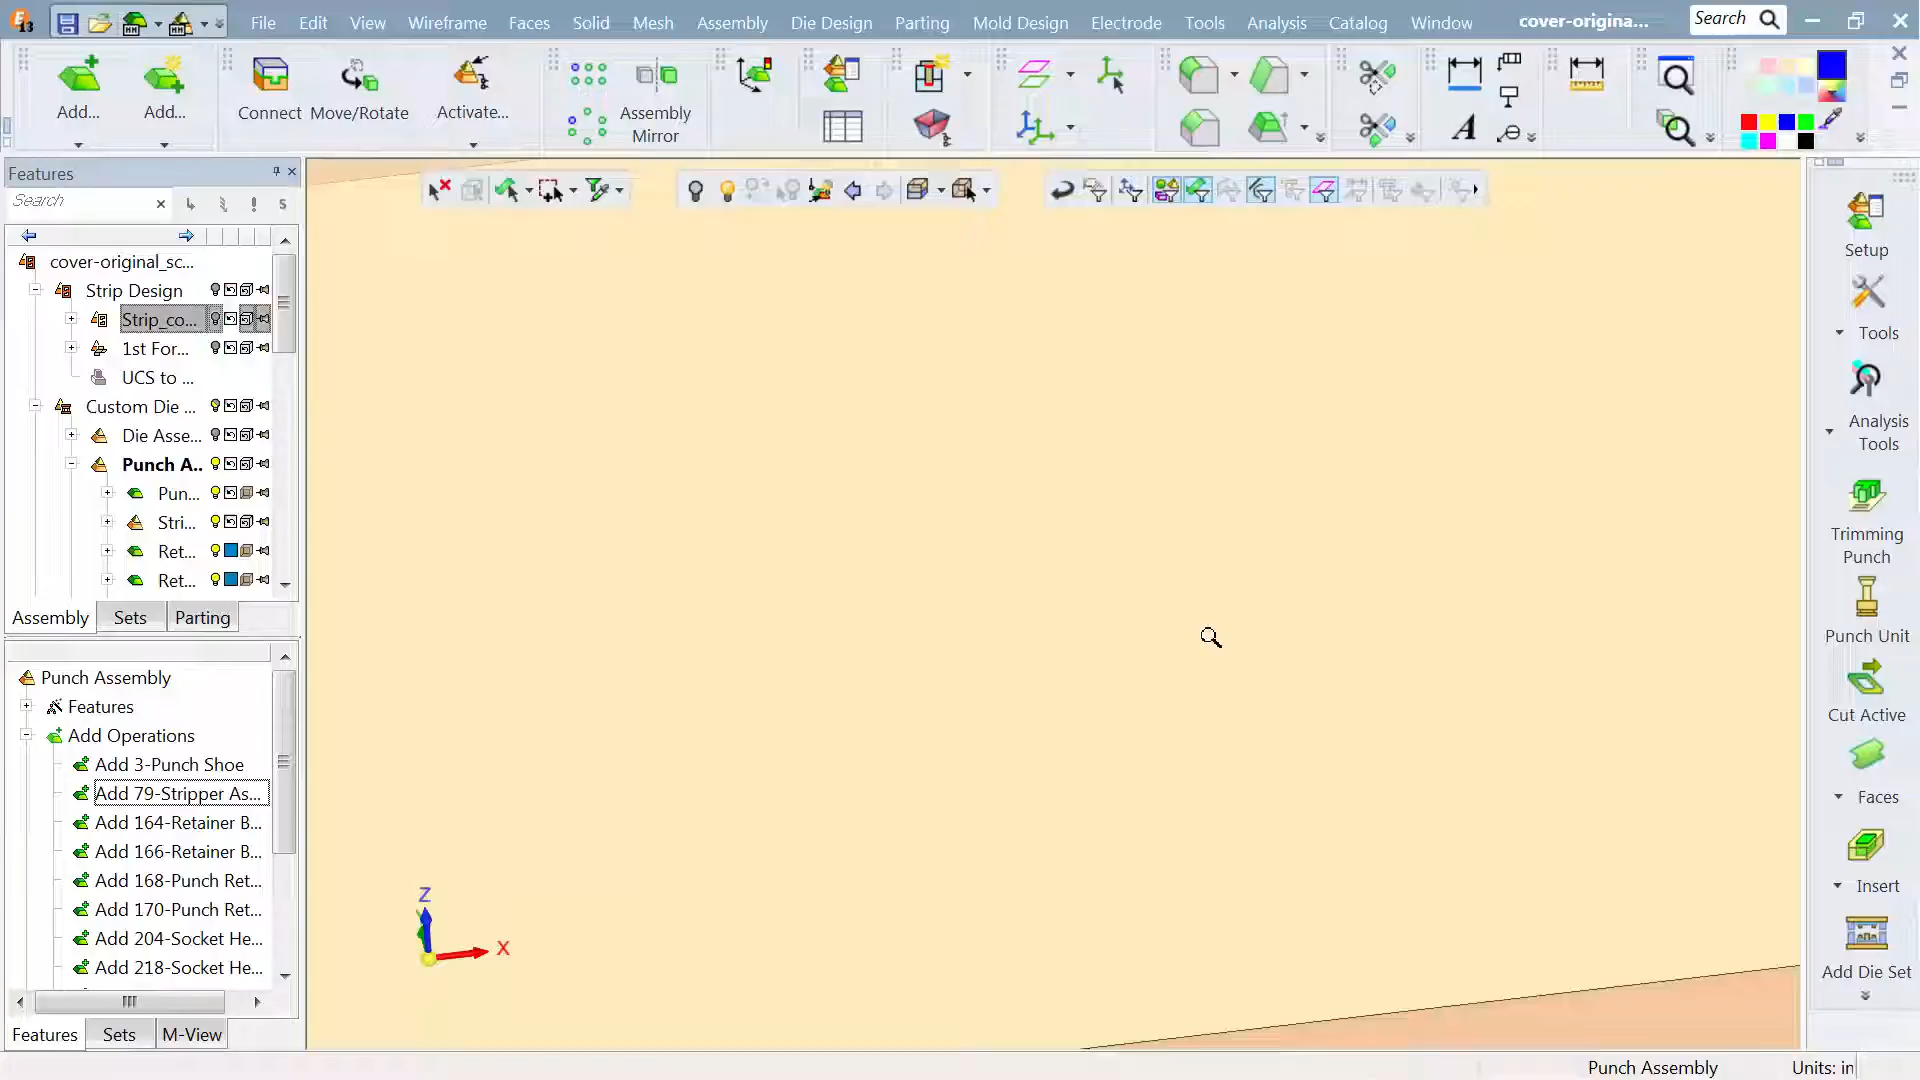 File Edit View Wireframe Faces Solid Mesh Assembly Die Design Parting Mold Design Electrode Tools Analysis Catalog Window cover-origina... Search
Add... Add... Connect Move/Rotate Activate... Assembly
Mirror
A
Features
Search
cover-original_sc...
Strip Design
Strip_co...
1st For...
UCS to ...
Custom Die ...
Die Asse...
Punch A..
Pun...
Stri...
Ret...
Ret...
Assembly Sets Parting
Punch Assembly
Features
Add Operations
Add 3-Punch Shoe
Add 79-Stripper As...
Add 164-Retainer B...
Add 166-Retainer B...
Add 168-Punch Ret...
Add 170-Punch Ret...
Add 204-Socket He...
Add 218-Socket He...
Features Sets M-View
Z
X
Setup
Tools
Analysis
Tools
Trimming
Punch
Punch Unit
Cut Active
Faces
Insert
Add Die Set
Punch Assembly Units: in